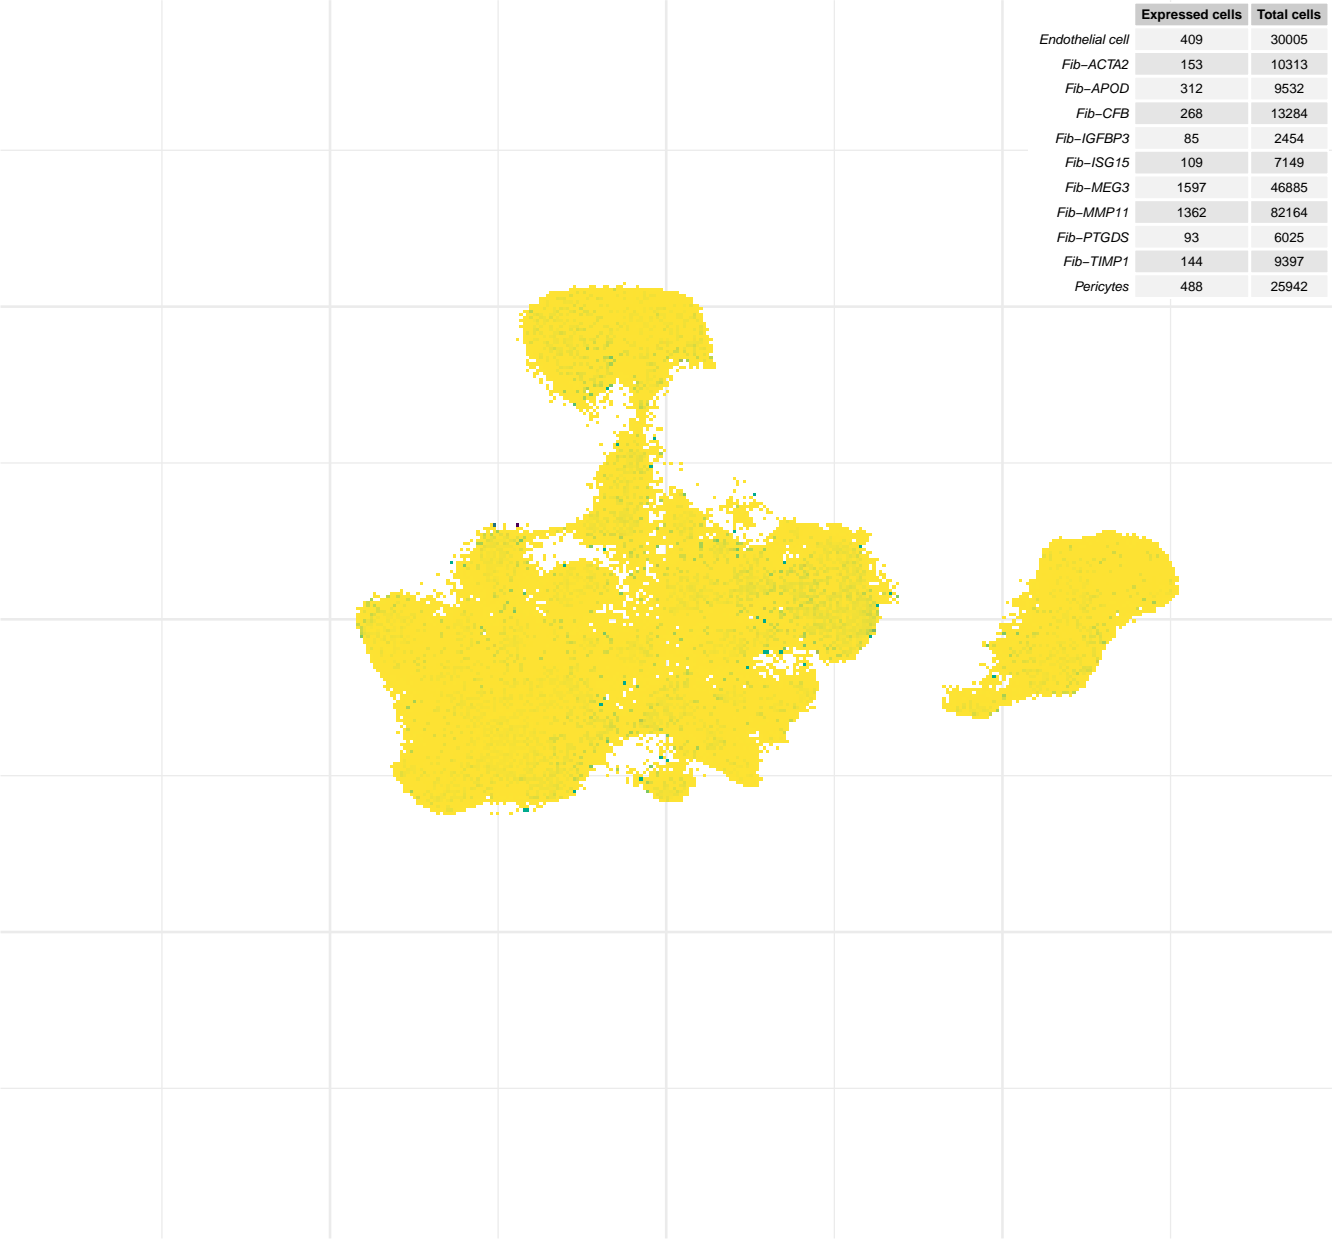 Expressed cells Total cells
Endothelial cell 409 30005
Fib−ACTA2 153 10313
Fib−APOD 312 9532
Fib−CFB 268 13284
Fib−IGFBP3 85 2454
Fib−ISG15 109 7149
Fib−MEG3 1597 46885
Fib−MMP11 1362 82164
Fib−PTGDS 93 6025
Fib−TIMP1 144 9397
Pericytes 488 25942